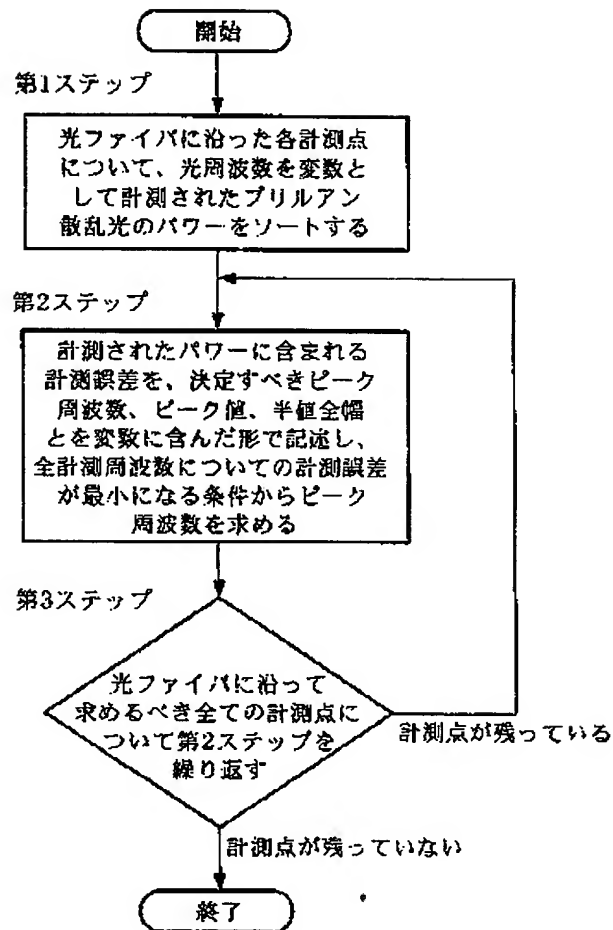 開始
第1ステップ
光ファイバに沿った各計測点
について、光周波数を変数と
して計測されたブリルアン
散乱光のパワーをソートする
第2ステップ
計測されたパワーに含まれる
計測誤差を、決定すべきピーク
周波数、ピーク値、半値全幅
とを変数に含んだ形で記述し、
全計測周波数についての計測誤差
が最小になる条件からピーク
周波数を求める
第3ステップ
光ファイバに沿って
求めるべき全ての計測点に
ついて第2ステップを
繰り返す
計測点が残っている
計測点が残っていない
終了